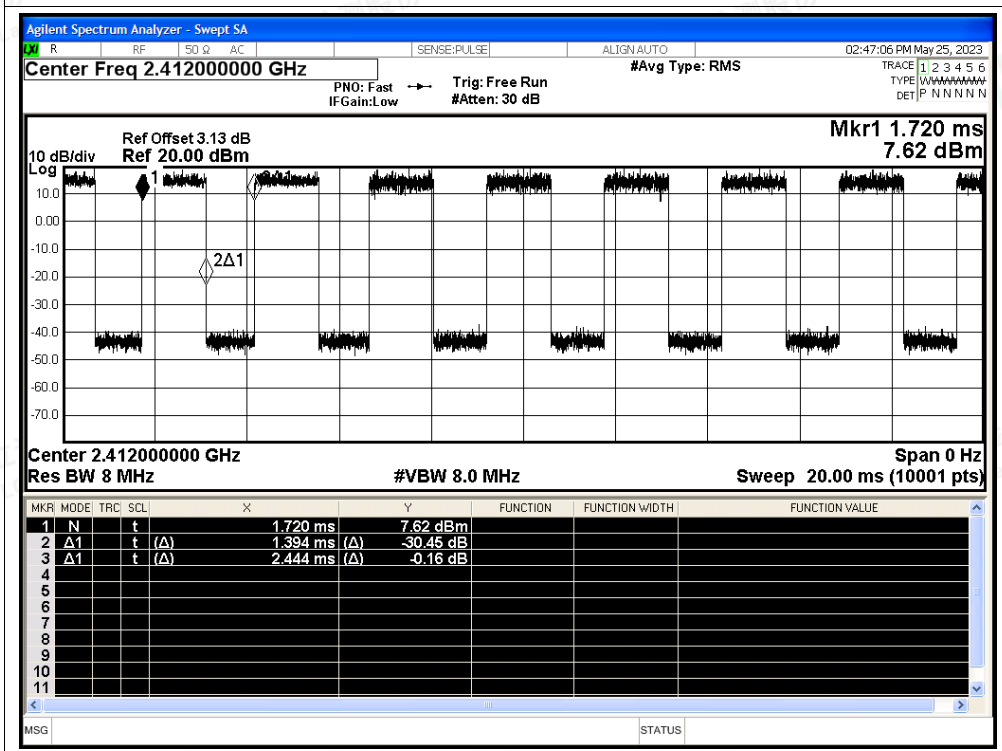 Agilent Spectrum Analyzer - Swept SA
LXI R RF 50 Ω AC SENSE:PULSE ALIGN AUTO 02:47:06 PM May 25, 2023
Center Freq 2.412000000 GHz #Avg Type: RMS TRACE 1 2 3 4 5 6
PNO: Fast Trig: Free Run TYPE WWWWWW
IFGain:Low #Atten: 30 dB DET P N N N N N
Mkr1 1.720 ms
Ref Offset 3.13 dB
10 dB/div Ref 20.00 dBm 7.62 dBm
Log
1
10.0
0.00
-10.0
2Δ1
-20.0
-30.0
-40.0
-50.0
-60.0
-70.0
Center 2.412000000 GHz Span 0 Hz
Res BW 8 MHz #VBW 8.0 MHz Sweep 20.00 ms (10001 pts)
MKR MODE TRC SCL X Y FUNCTION FUNCTION WIDTH FUNCTION VALUE
1 N t 1.720 ms 7.62 dBm
2 Δ1 t (Δ) 1.394 ms (Δ) -30.45 dB
3 Δ1 t (Δ) 2.444 ms (Δ) -0.16 dB
4
5
6
7
8
9
10
11
MSG STATUS